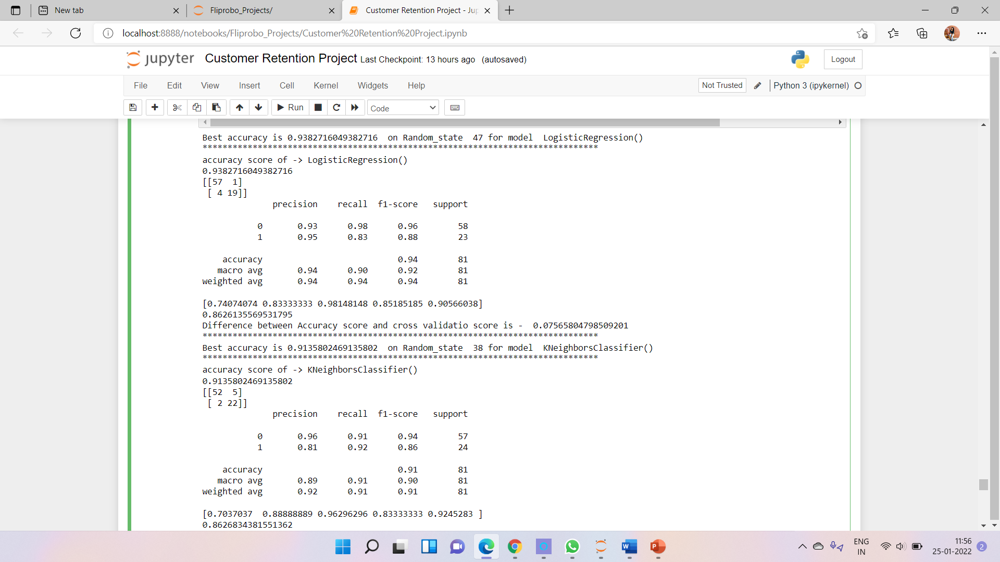 New tab
Fliprobo_Projects/
Customer Retention Project - Jup
localhost:8888/notebooks/Fliprobo_Projects/Customer%20Retention%20Project.ipynb
jupyter Customer Retention Project Last Checkpoint: 13 hours ago (autosaved)
Logout
File Edit View Insert Cell Kernel Widgets Help
Not Trusted
Python 3 (ipykernel)
Run
Code
Best accuracy is 0.9382716049382716  on Random_state  47 for model  LogisticRegression()
*******************************************************************************
accuracy score of -> LogisticRegression()
0.9382716049382716
[[57  1]
 [ 4 19]]
              precision    recall  f1-score   support
           0       0.93      0.98      0.96        58
           1       0.95      0.83      0.88        23
    accuracy                           0.94        81
   macro avg       0.94      0.90      0.92        81
weighted avg       0.94      0.94      0.94        81
[0.74074074 0.83333333 0.98148148 0.85185185 0.90566038]
0.8626135569531795
Difference between Accuracy score and cross validatio score is -  0.07565804798509201
*******************************************************************************
Best accuracy is 0.9135802469135802  on Random_state  38 for model  KNeighborsClassifier()
*******************************************************************************
accuracy score of -> KNeighborsClassifier()
0.9135802469135802
[[52  5]
 [ 2 22]]
              precision    recall  f1-score   support
           0       0.96      0.91      0.94        57
           1       0.81      0.92      0.86        24
    accuracy                           0.91        81
   macro avg       0.89      0.91      0.90        81
weighted avg       0.92      0.91      0.91        81
[0.7037037  0.88888889 0.96296296 0.83333333 0.9245283 ]
0.8626834381551362
ENG
IN
11:56
25-01-2022
2